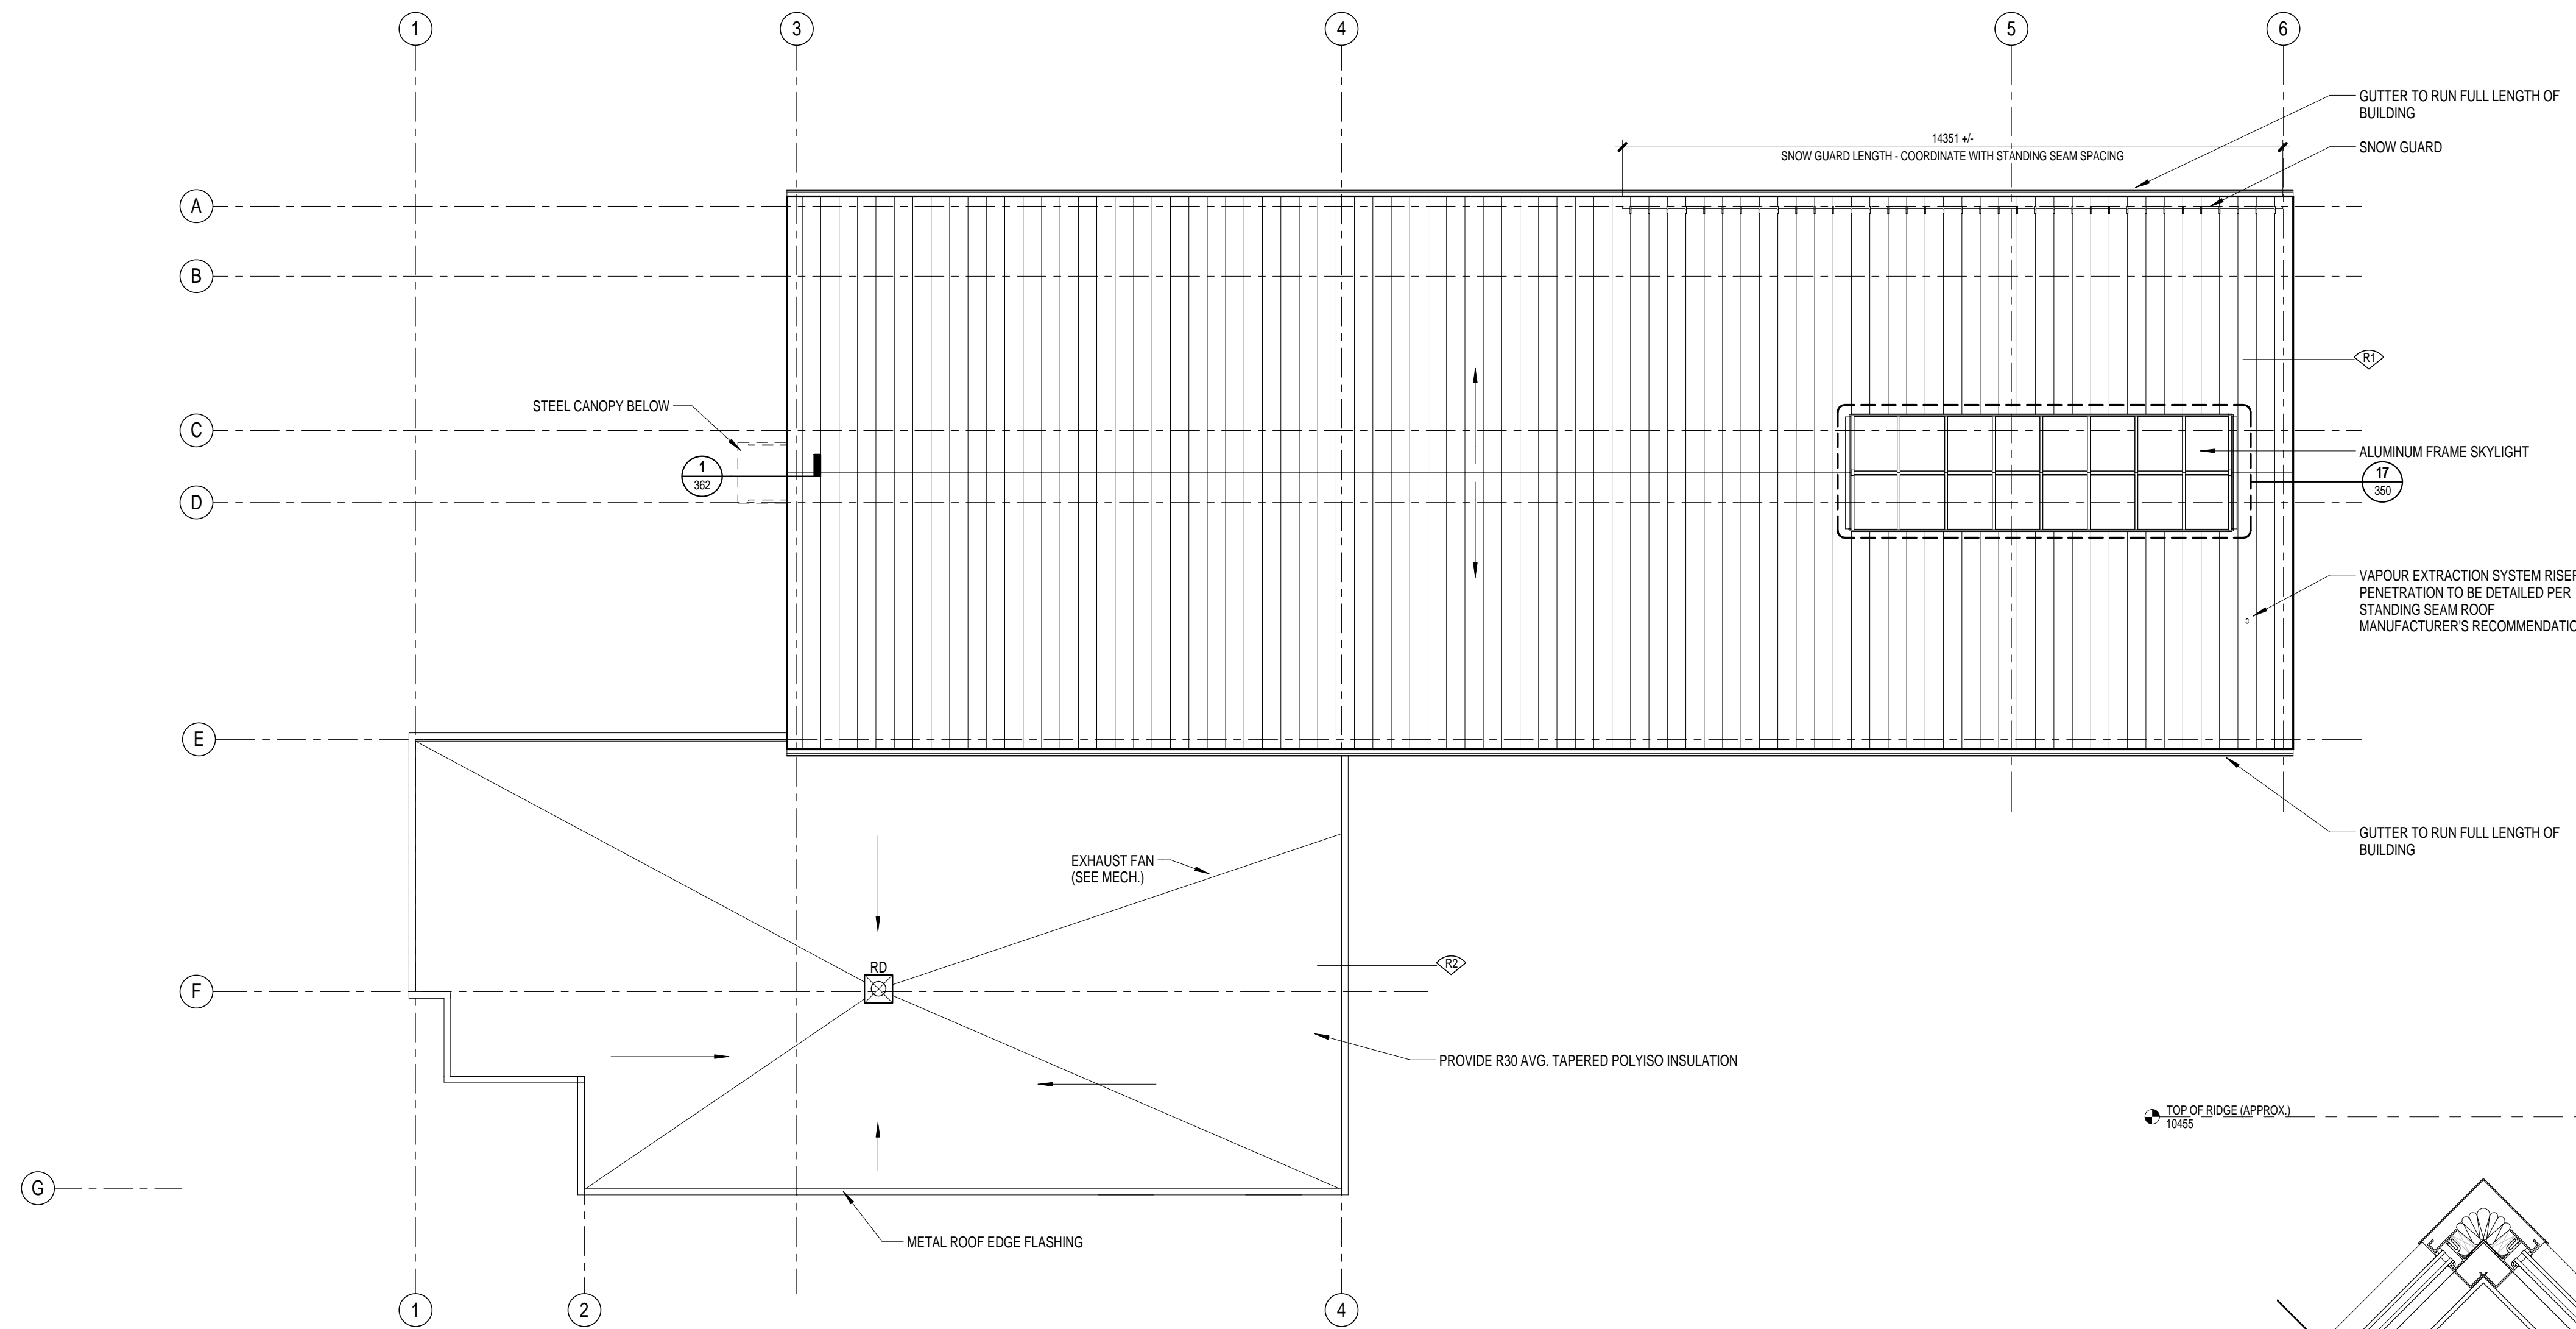 1
3
4
5
6
GUTTER TO RUN FULL LENGTH OF
BUILDING
14351 +/-
SNOW GUARD LENGTH - COORDINATE WITH STANDING SEAM SPACING
SNOW GUARD
A
B
R1
STEEL CANOPY BELOW
C
ALUMINUM FRAME SKYLIGHT
1
362
17
350
D
VAPOUR EXTRACTION SYSTEM
PENETRATION TO BE DETAILED PER
STANDING SEAM ROOF
MANUFACTURER'S
E
GUTTER TO RUN FULL LENGTH OF
BUILDING
EXHAUST FAN
(SEE MECH.)
RD
R2
F
PROVIDE R30 AVG. TAPERED POLYISO INSULATION
TOP OF RIDGE (APPROX.)
10455
G
METAL ROOF EDGE FLASHING
1
2
4